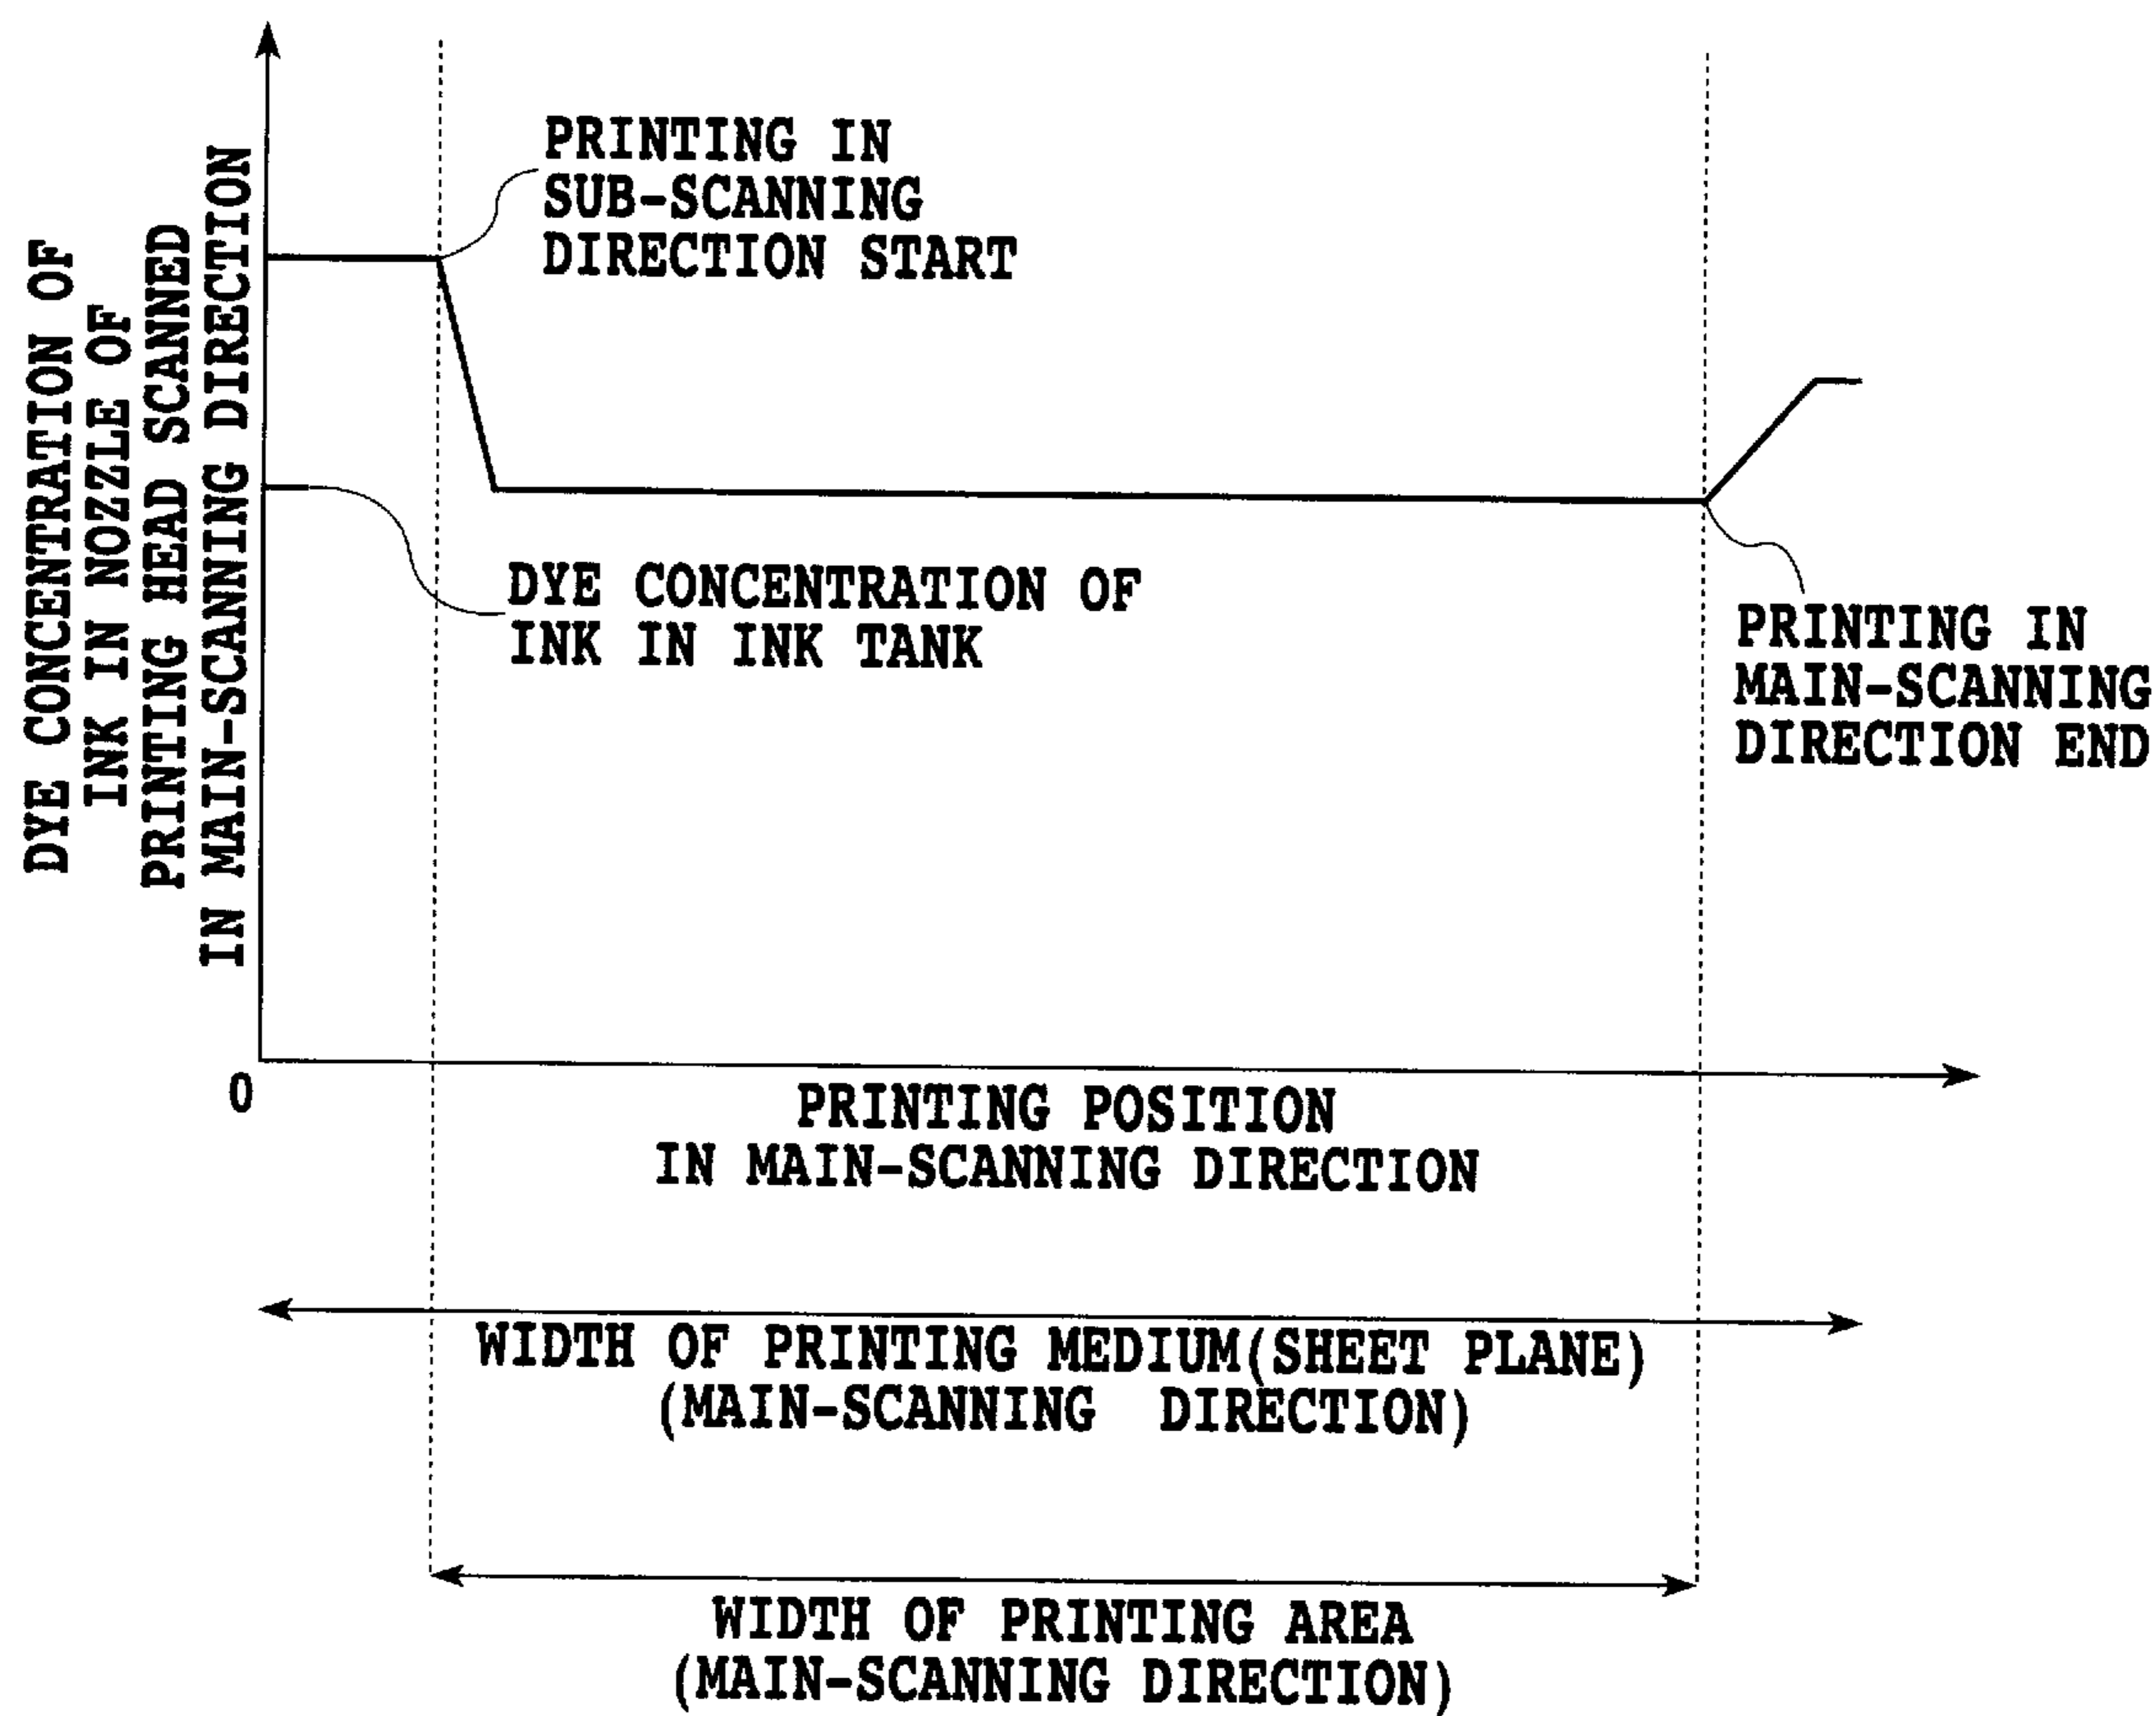 DYE CONCENTRATION OF
INK IN NOZZLE OF
PRINTING HEAD SCANNED
IN MAIN-SCANNING DIRECTION
PRINTING IN
SUB-SCANNING
DIRECTION START
DYE CONCENTRATION OF
INK IN INK TANK
PRINTING IN
MAIN-SCANNING
DIRECTION END
0
PRINTING POSITION
IN MAIN-SCANNING DIRECTION
WIDTH OF PRINTING MEDIUM(SHEET PLANE)
(MAIN-SCANNING DIRECTION)
WIDTH OF PRINTING AREA
(MAIN-SCANNING DIRECTION)